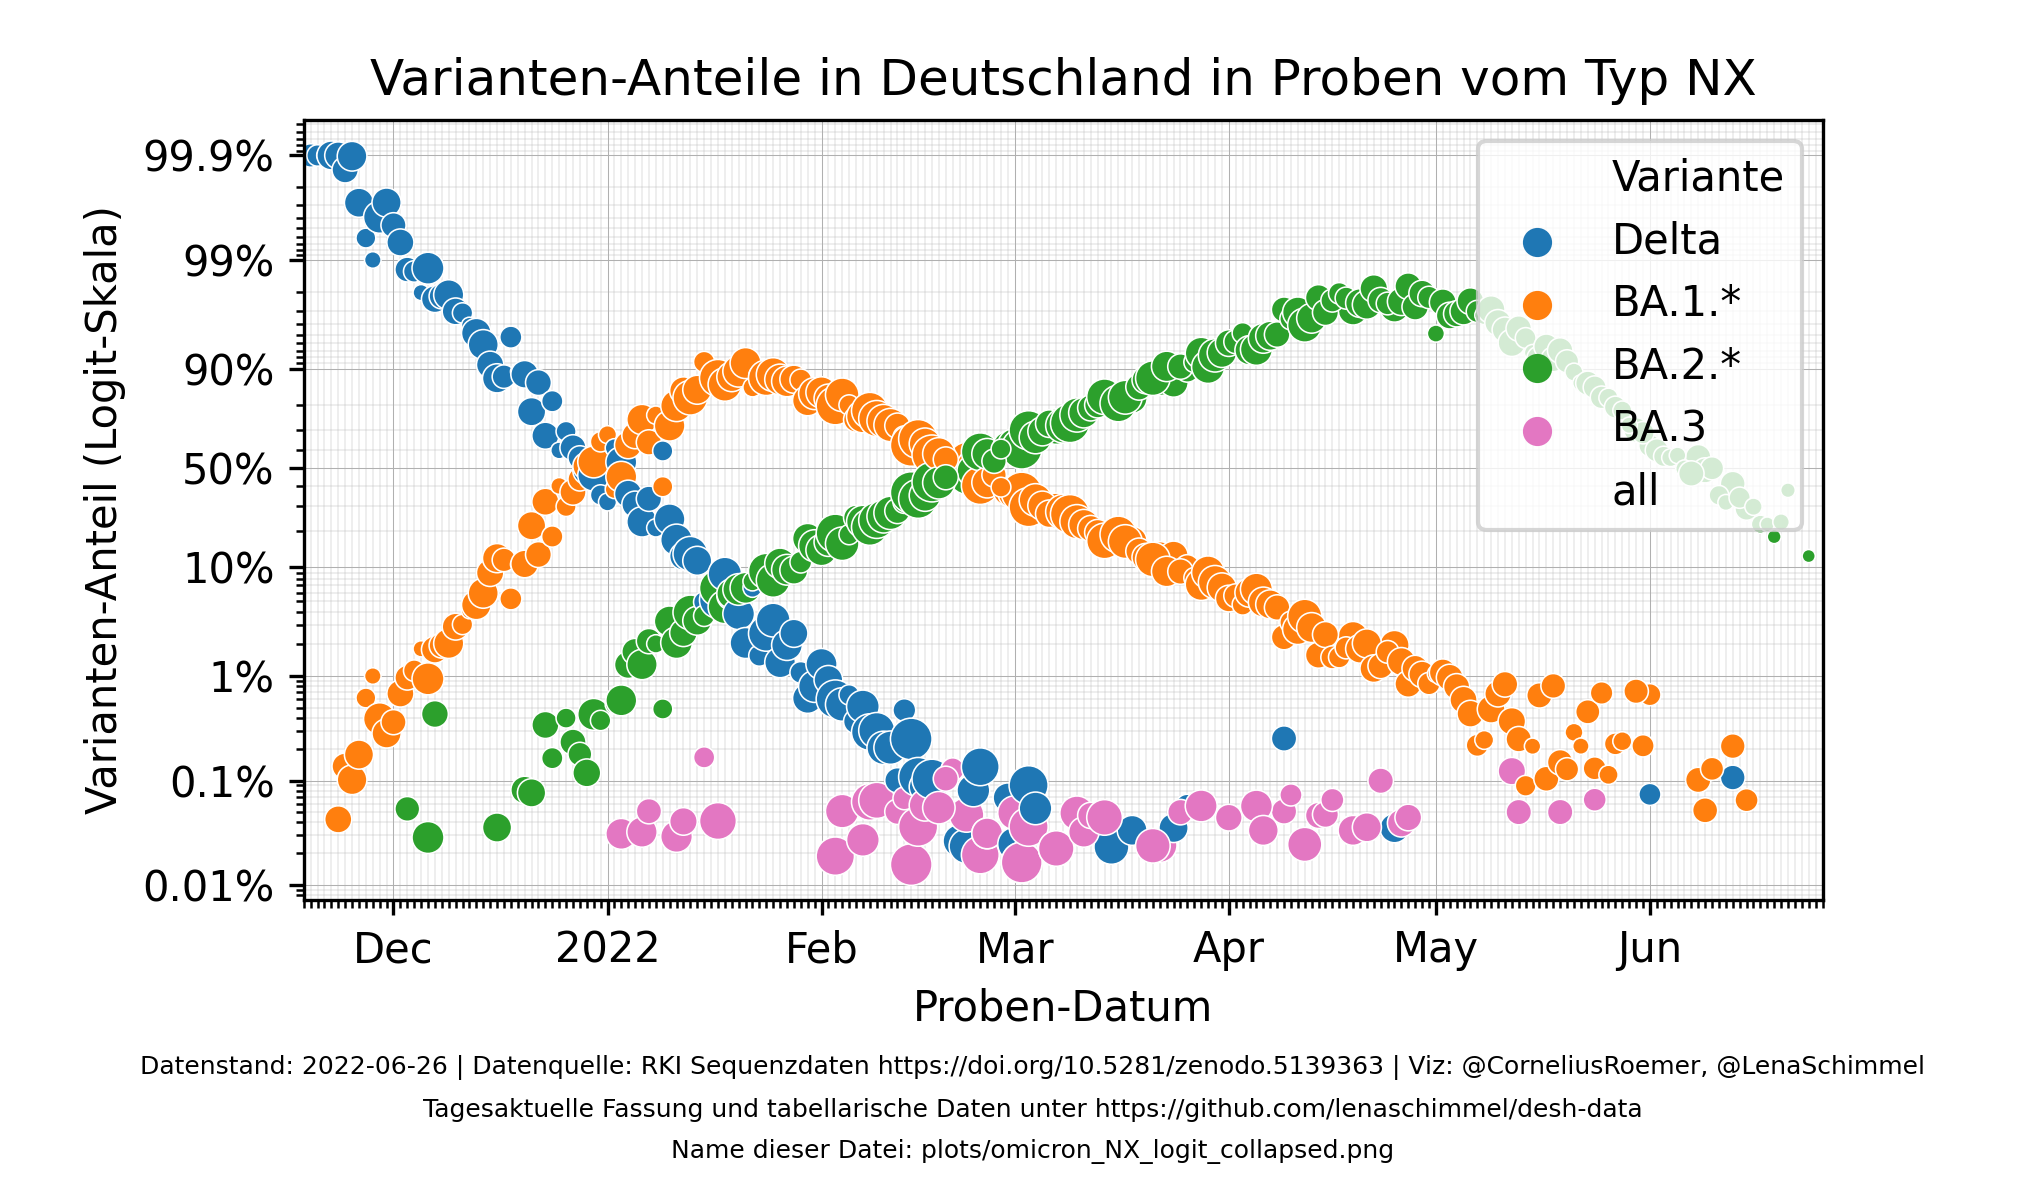 Varianten-Anteile in Deutschland in Proben vom Typ NX
Varianten-Anteil (Logit-Skala)
99.9%
99%
90%
50%
10%
1%
0.1%
0.01%
Variante
Delta
BA.1.*
BA.2.*
BA.3
all
Dec 2022 Feb Mar Apr May Jun
Proben-Datum
Datenstand: 2022-06-26 | Datenquelle: RKI Sequenzdaten https://doi.org/10.5281/zenodo.5139363 | Viz: @CorneliusRoemer, @LenaSchimmel
Tagesaktuelle Fassung und tabellarische Daten unter https://github.com/lenaschimmel/desh-data
Name dieser Datei: plots/omicron_NX_logit_collapsed.png